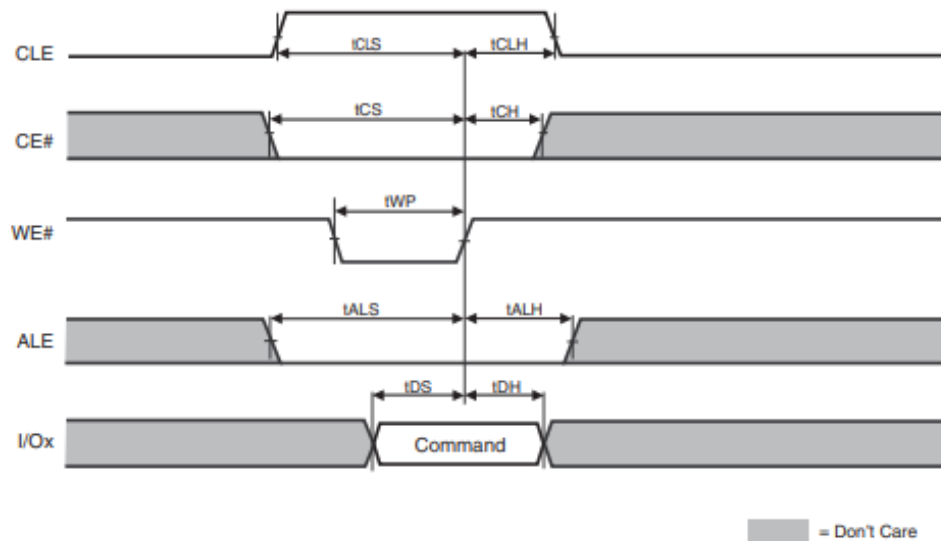 CLE
tCLS
tCLH
CE#
tCS
tCH
WE#
tWP
ALE
tALS
tALH
I/Ox
tDS
tDH
Command
= Don't Care